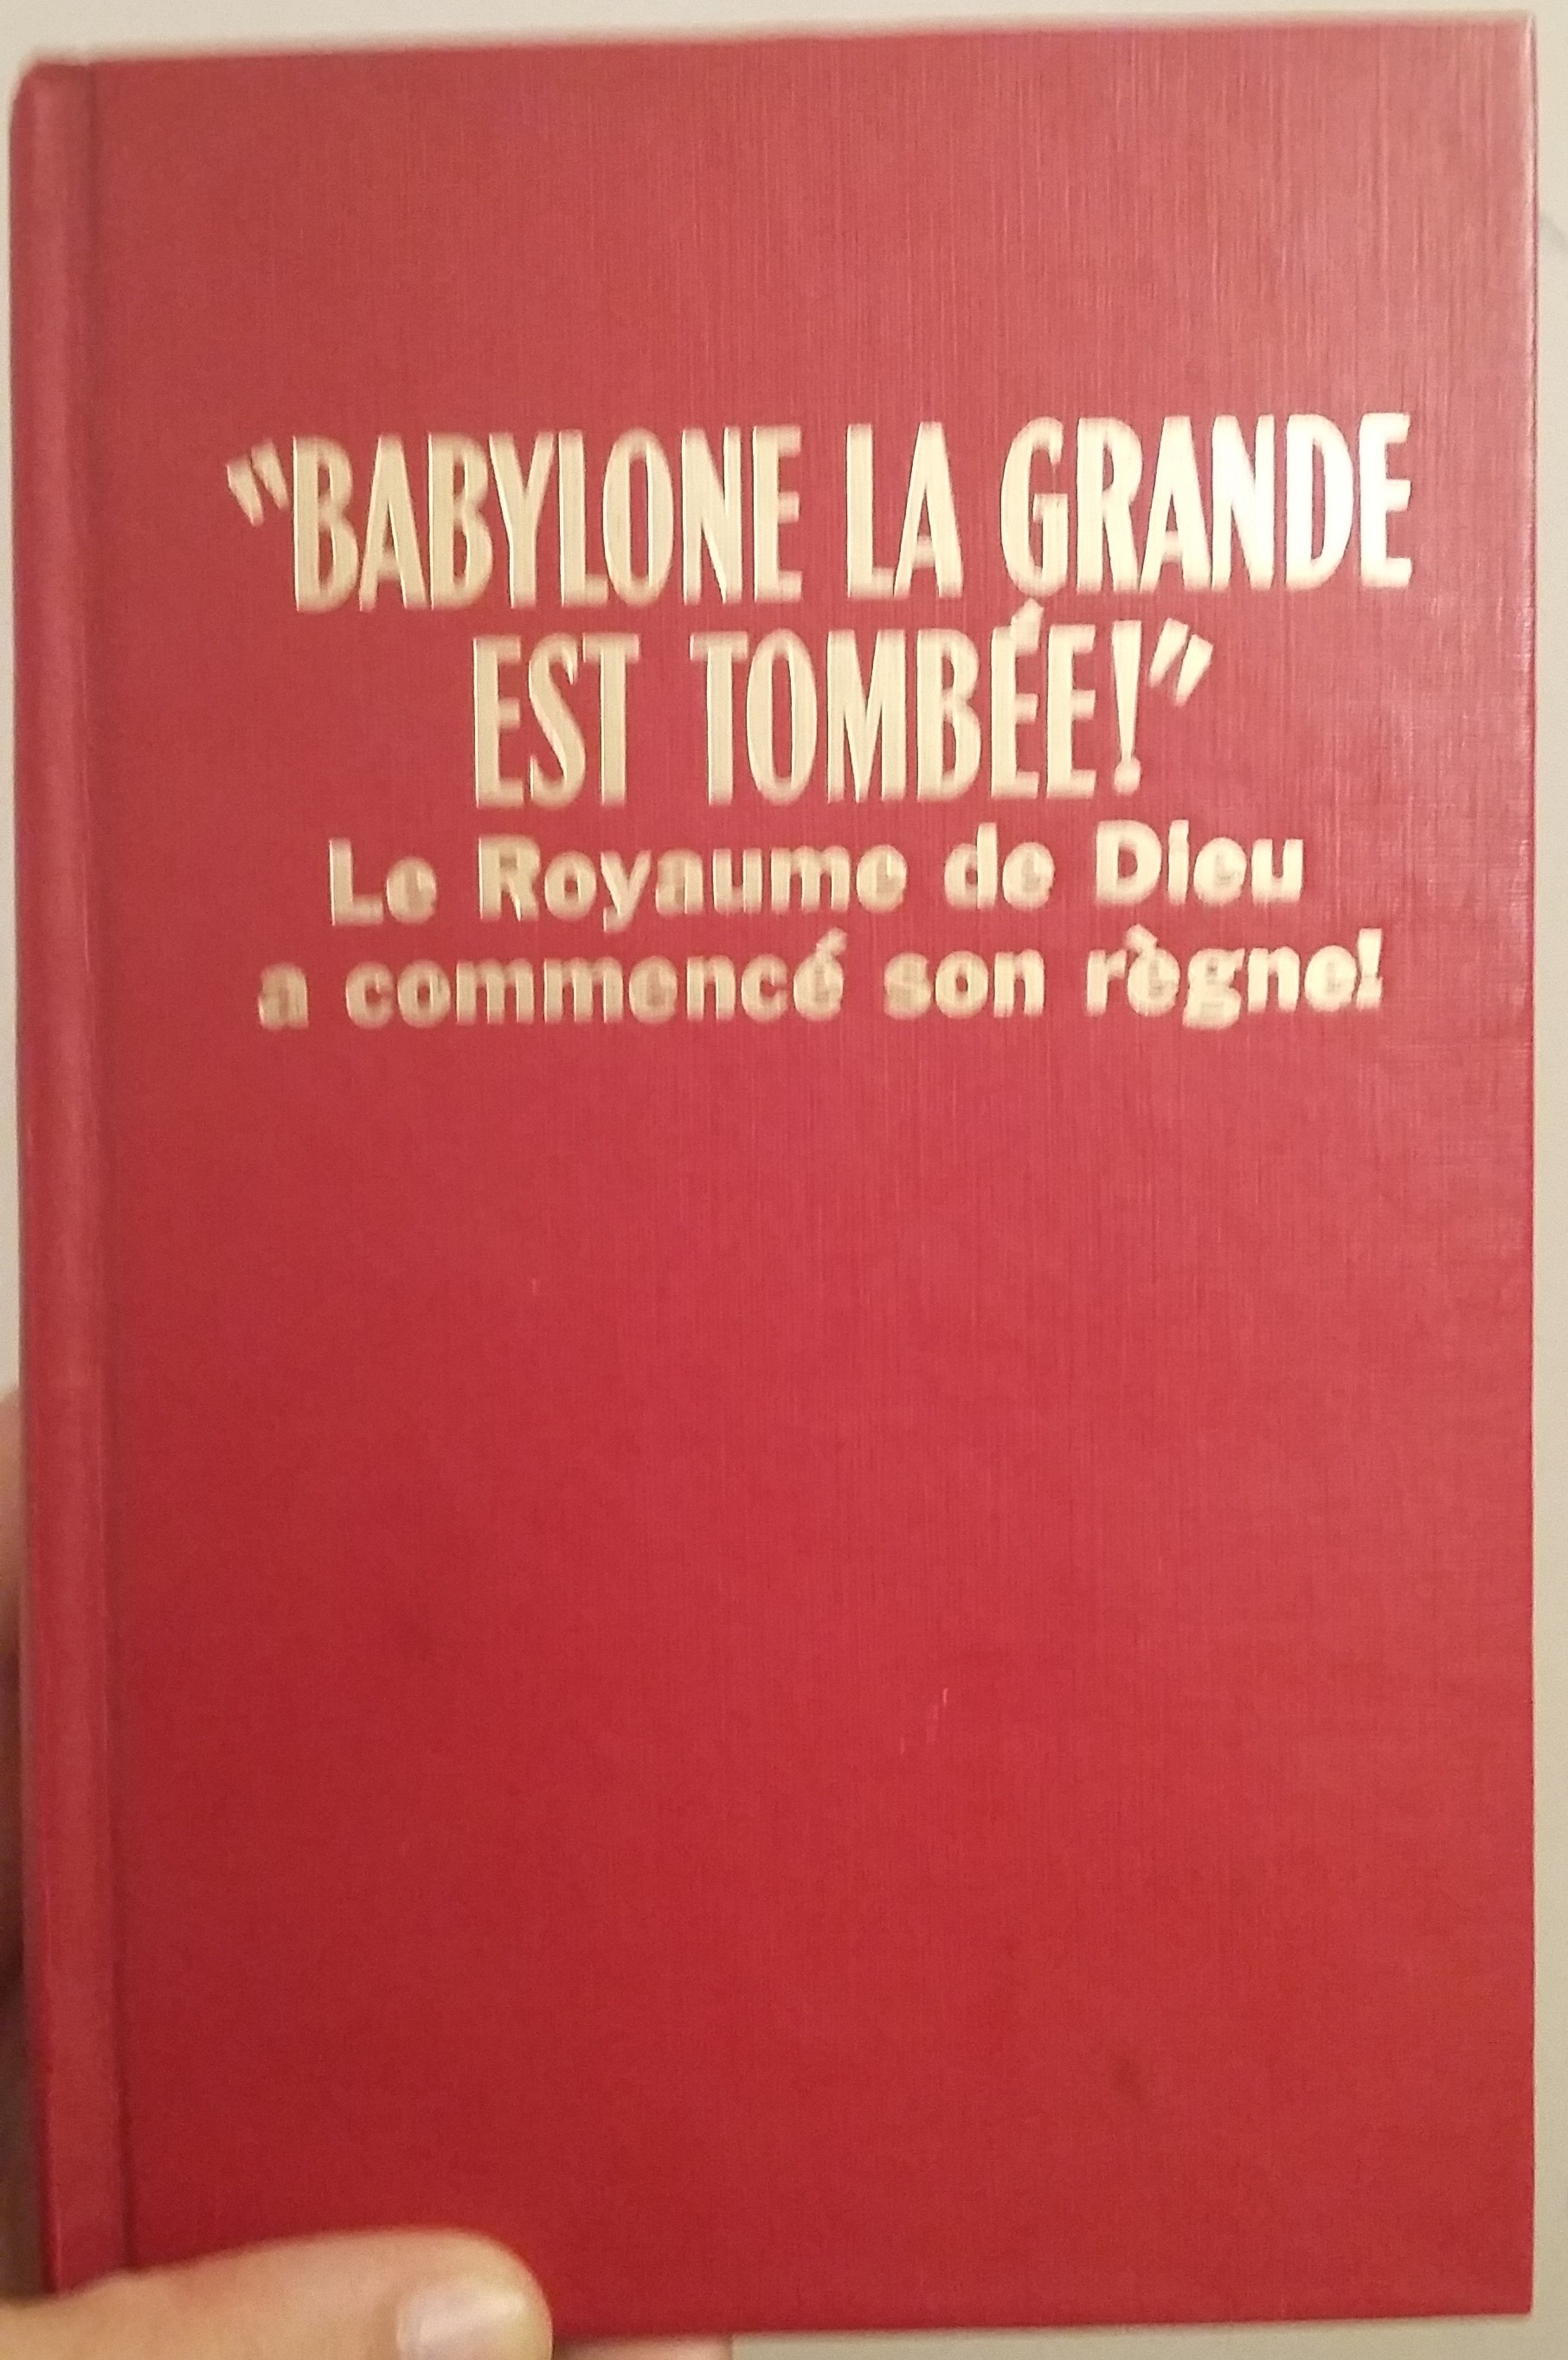 "BABYLONE LA GRANDE
EST TOMBÉE!"
Le Royaume de Dieu
a commencé son règne!